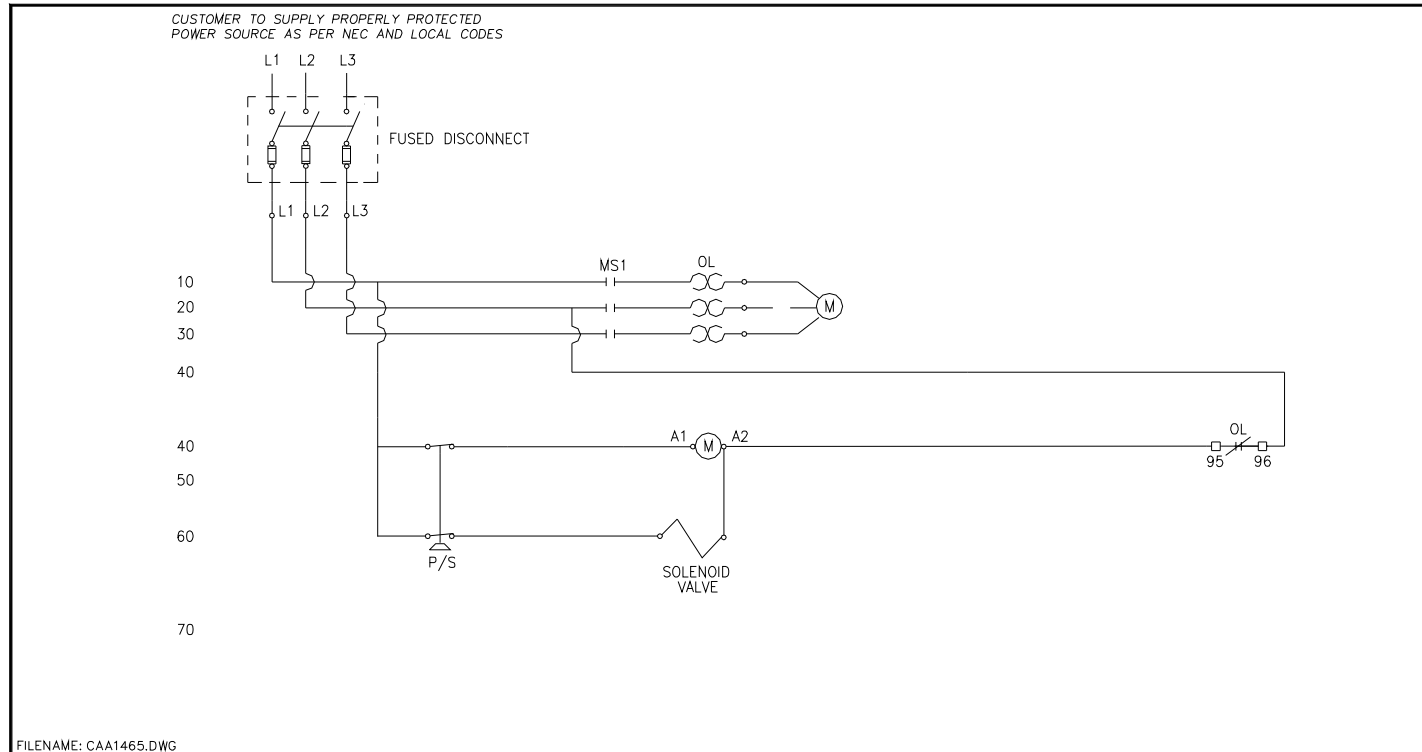 CUSTOMER TO SUPPLY PROPERLY PROTECTED
POWER SOURCE AS PER NEC AND LOCAL CODES
L1 L2 L3
FUSED DISCONNECT
L1 L2 L3
MS1 OL
10
20 M
30
40
OL
40 A1 M A2
95 96
50
60
P/S
SOLENOID
VALVE
70
FILENAME: CAA1465.DWG